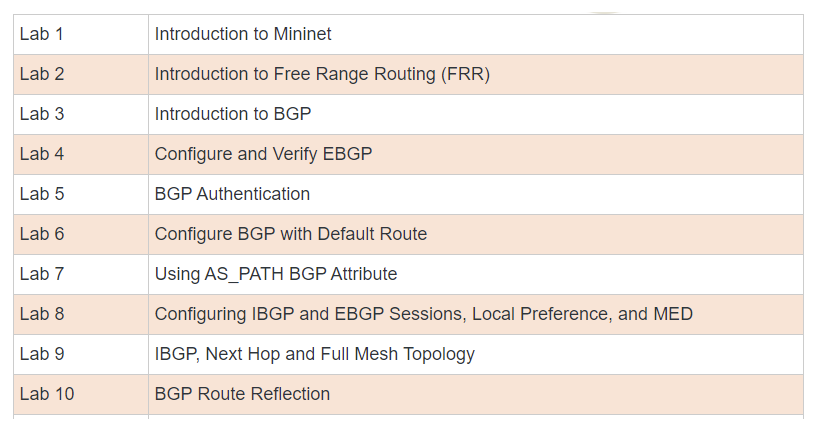 Lab 1 Introduction to Mininet
Lab 2 Introduction to Free Range Routing (FRR)
Lab 3 Introduction to BGP
Lab 4 Configure and Verify EBGP
Lab 5 BGP Authentication
Lab 6 Configure BGP with Default Route
Lab 7 Using AS_PATH BGP Attribute
Lab 8 Configuring IBGP and EBGP Sessions, Local Preference, and MED
Lab 9 IBGP, Next Hop and Full Mesh Topology
Lab 10 BGP Route Reflection